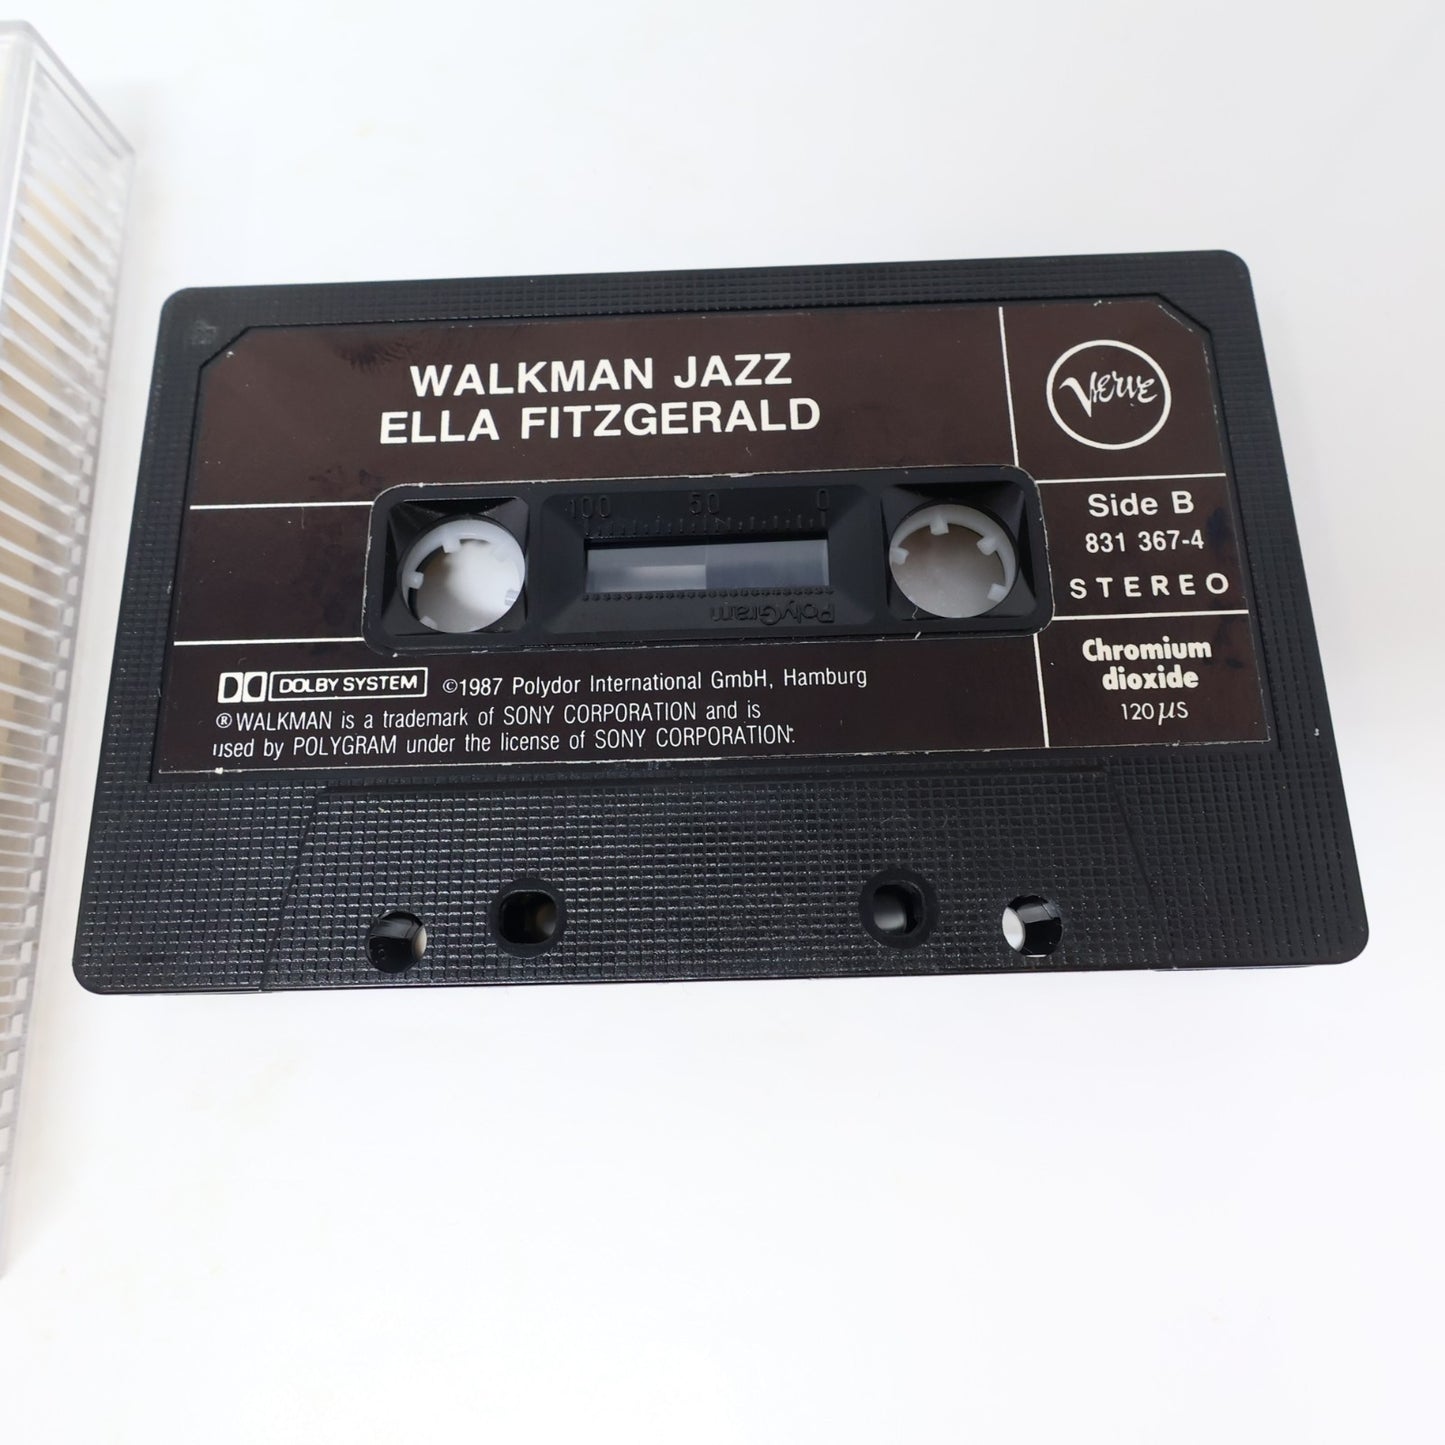 WALKMAN JAZZ
ELLA FITZGERALD
Verve
Side B
831 367-4
STEREO
100 50 0
PolyGram
Chromium
dioxide
120 µS
DOLBY SYSTEM ©1987 Polydor International GmbH, Hamburg
® WALKMAN is a trademark of SONY CORPORATION and is
used by POLYGRAM under the license of SONY CORPORATION.